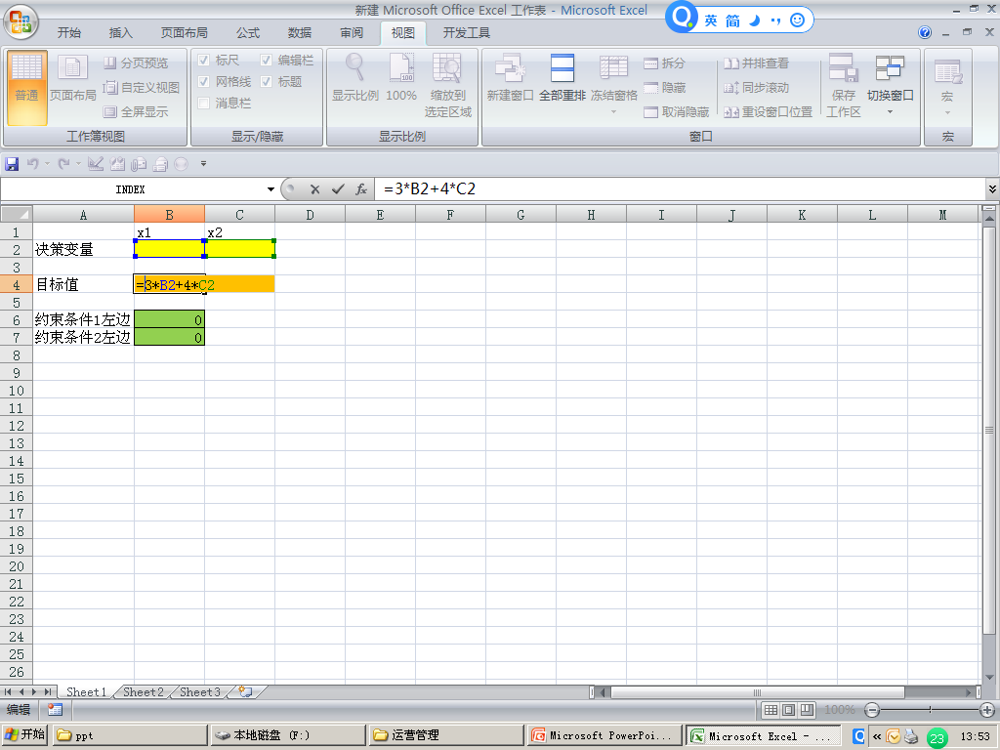 新建 Microsoft Office Excel 工作表 - Microsoft Excel
英 简
开始 插入 页面布局 公式 数据 审阅 视图 开发工具
普通 页面布局 分页预览 自定义视图 全屏显示
工作簿视图
标尺 编辑栏
网格线 标题
消息栏
显示/隐藏
显示比例 100% 缩放到选定区域
显示比例
新建窗口 全部重排 冻结窗格 拆分 隐藏 取消隐藏
并排查看 同步滚动 重设窗口位置
保存工作区 切换窗口
窗口
宏
宏
INDEX fx =3*B2+4*C2
A B C D E F G H I J K L M
1 x1 x2
2 决策变量
3
4 目标值 =3*B2+4*C2
5
6 约束条件1左边 0
7 约束条件2左边 0
8
9
10
11
12
13
14
15
16
17
18
19
20
21
22
23
24
25
26
Sheet1 Sheet2 Sheet3
编辑 100%
开始 ppt 本地磁盘 (F:) 运营管理 Microsoft PowerPoi... Microsoft Excel - ... « 23 13:53